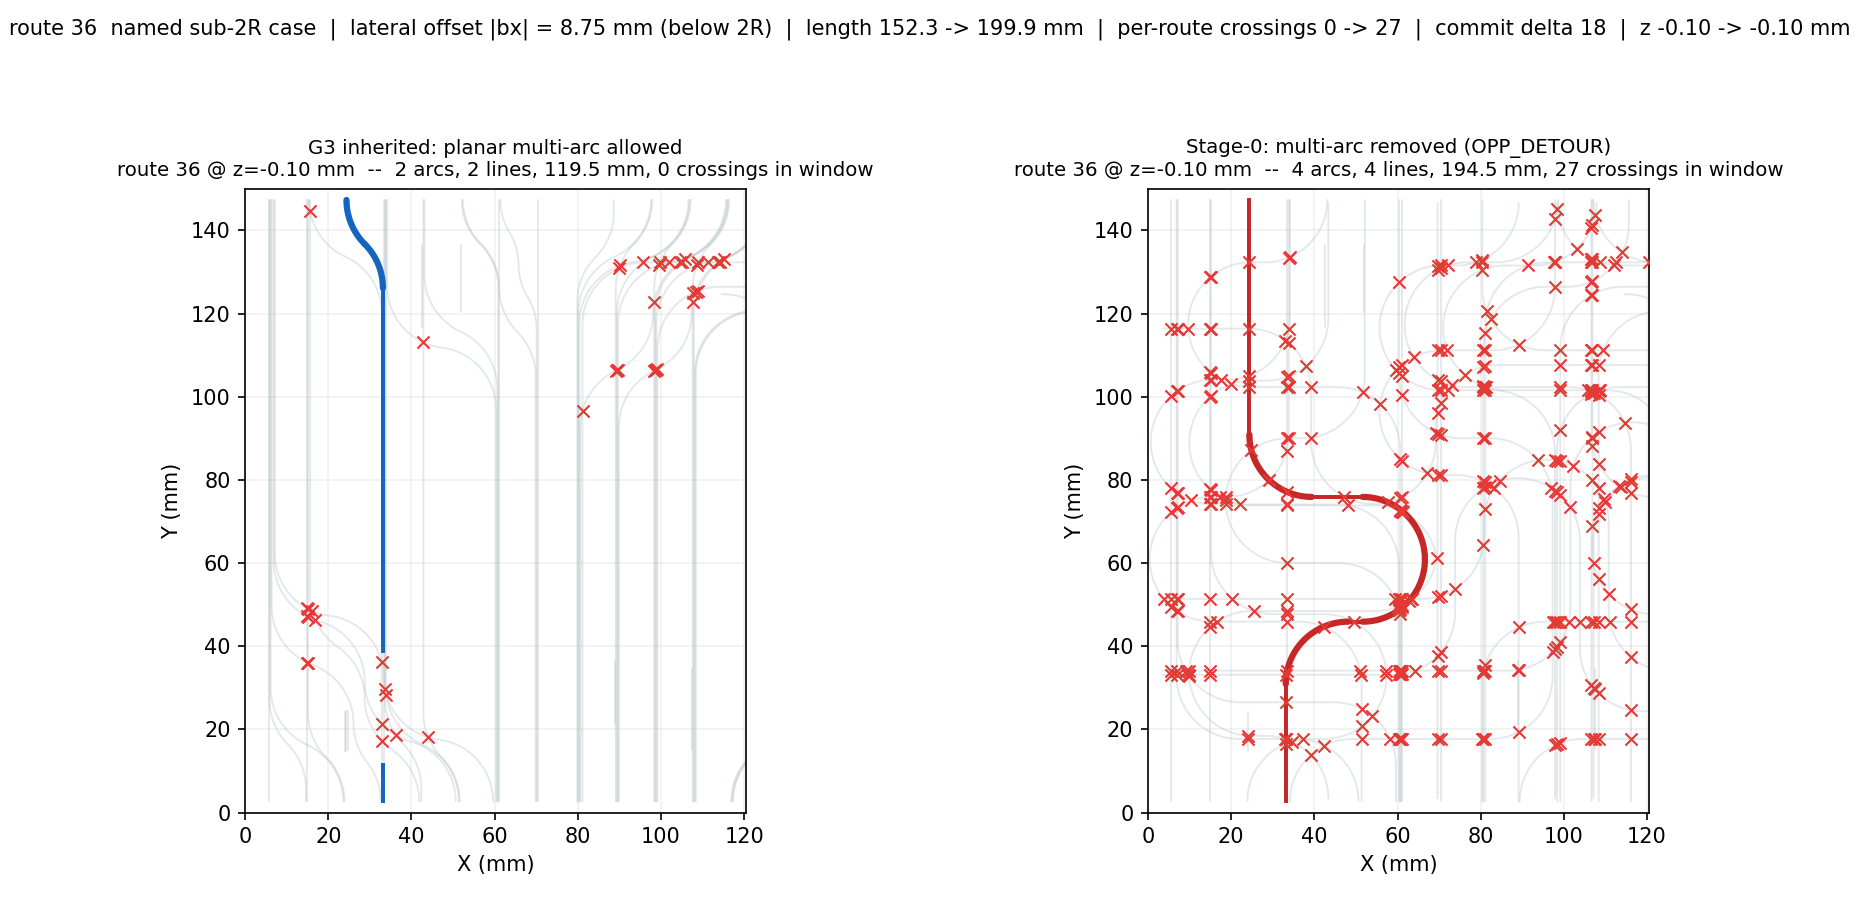 route 36  named sub-2R case  |  lateral offset |bx| = 8.75 mm (below 2R)  |  length 152.3 -> 199.9 mm  |  per-route crossings 0 -> 27  |  commit delta 18  |  z -0.10 -> -0.10 mm
G3 inherited: planar multi-arc allowed
route 36 @ z=-0.10 mm  --  2 arcs, 2 lines, 119.5 mm, 0 crossings in window
140
120
100
80
60
40
20
0
Y (mm)
0 20 40 60 80 100 120
X (mm)
Stage-0: multi-arc removed (OPP_DETOUR)
route 36 @ z=-0.10 mm  --  4 arcs, 4 lines, 194.5 mm, 27 crossings in window
140
120
100
80
60
40
20
0
Y (mm)
0 20 40 60 80 100 120
X (mm)